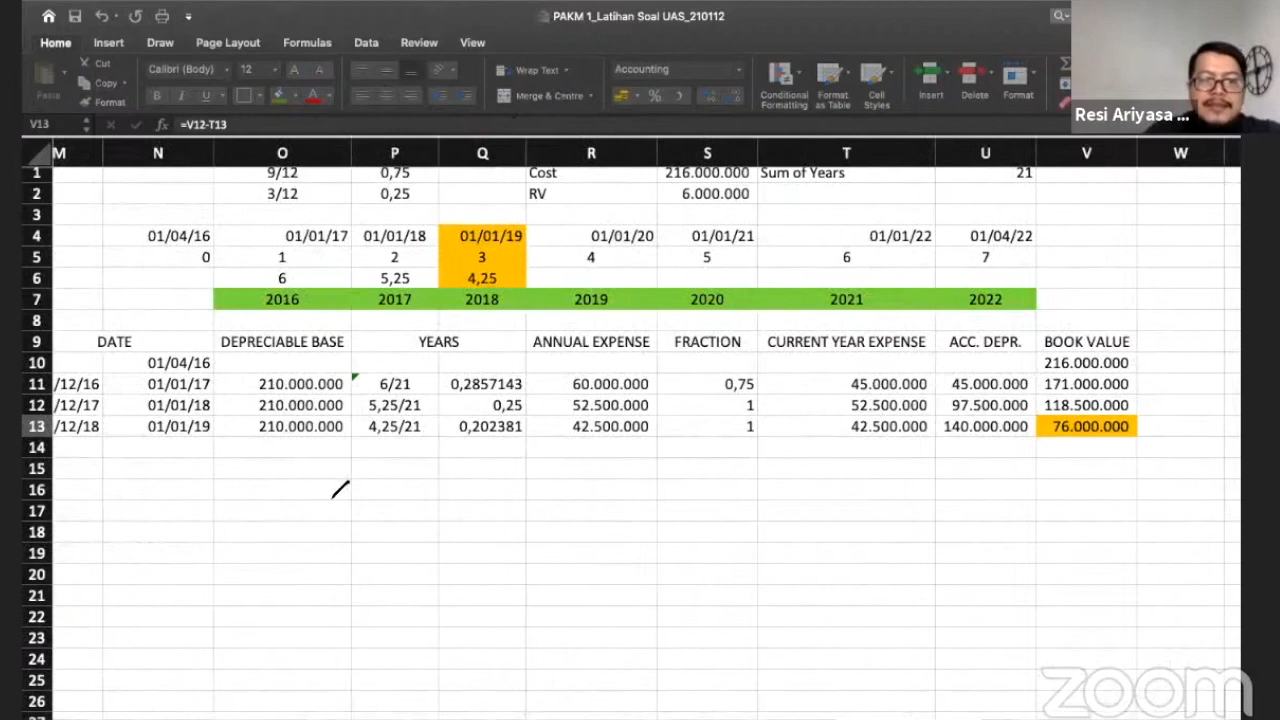 PAKM 1_Latihan Soal UAS_210112
Home Insert Draw Page Layout Formulas Data Review View
Cut
Copy
Format
Paste
Calibri (Body) 12 A A
B I U A
Wrap Text
Merge & Centre
Accounting
%
Conditional Formatting
Format as Table
Cell Styles
Insert Delete Format
Resi Ariyasa ...
V13 fx =V12-T13
M N O P Q R S T U V W
1 9/12 0,75 Cost 216.000.000 Sum of Years 21
2 3/12 0,25 RV 6.000.000
3
4 01/04/16 01/01/17 01/01/18 01/01/19 01/01/20 01/01/21 01/01/22 01/04/22
5 0 1 2 3 4 5 6 7
6 6 5,25 4,25
7 2016 2017 2018 2019 2020 2021 2022
8
9 DATE DEPRECIABLE BASE YEARS ANNUAL EXPENSE FRACTION CURRENT YEAR EXPENSE ACC. DEPR. BOOK VALUE
10 01/04/16 216.000.000
11 /12/16 01/01/17 210.000.000 6/21 0,2857143 60.000.000 0,75 45.000.000 45.000.000 171.000.000
12 /12/17 01/01/18 210.000.000 5,25/21 0,25 52.500.000 1 52.500.000 97.500.000 118.500.000
13 /12/18 01/01/19 210.000.000 4,25/21 0,202381 42.500.000 1 42.500.000 140.000.000 76.000.000
14
15
16
17
18
19
20
21
22
23
24
25
26
zoom